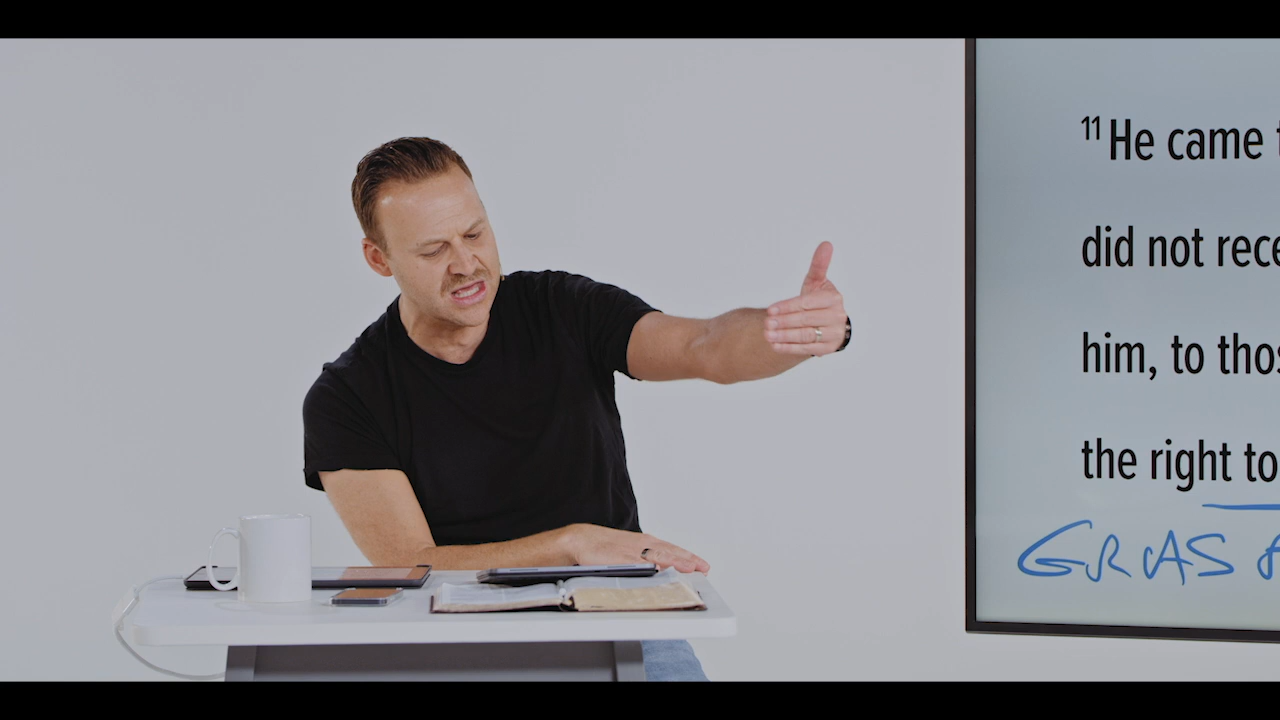 11 He came
did not rece
him, to thos
the right to
GRAS